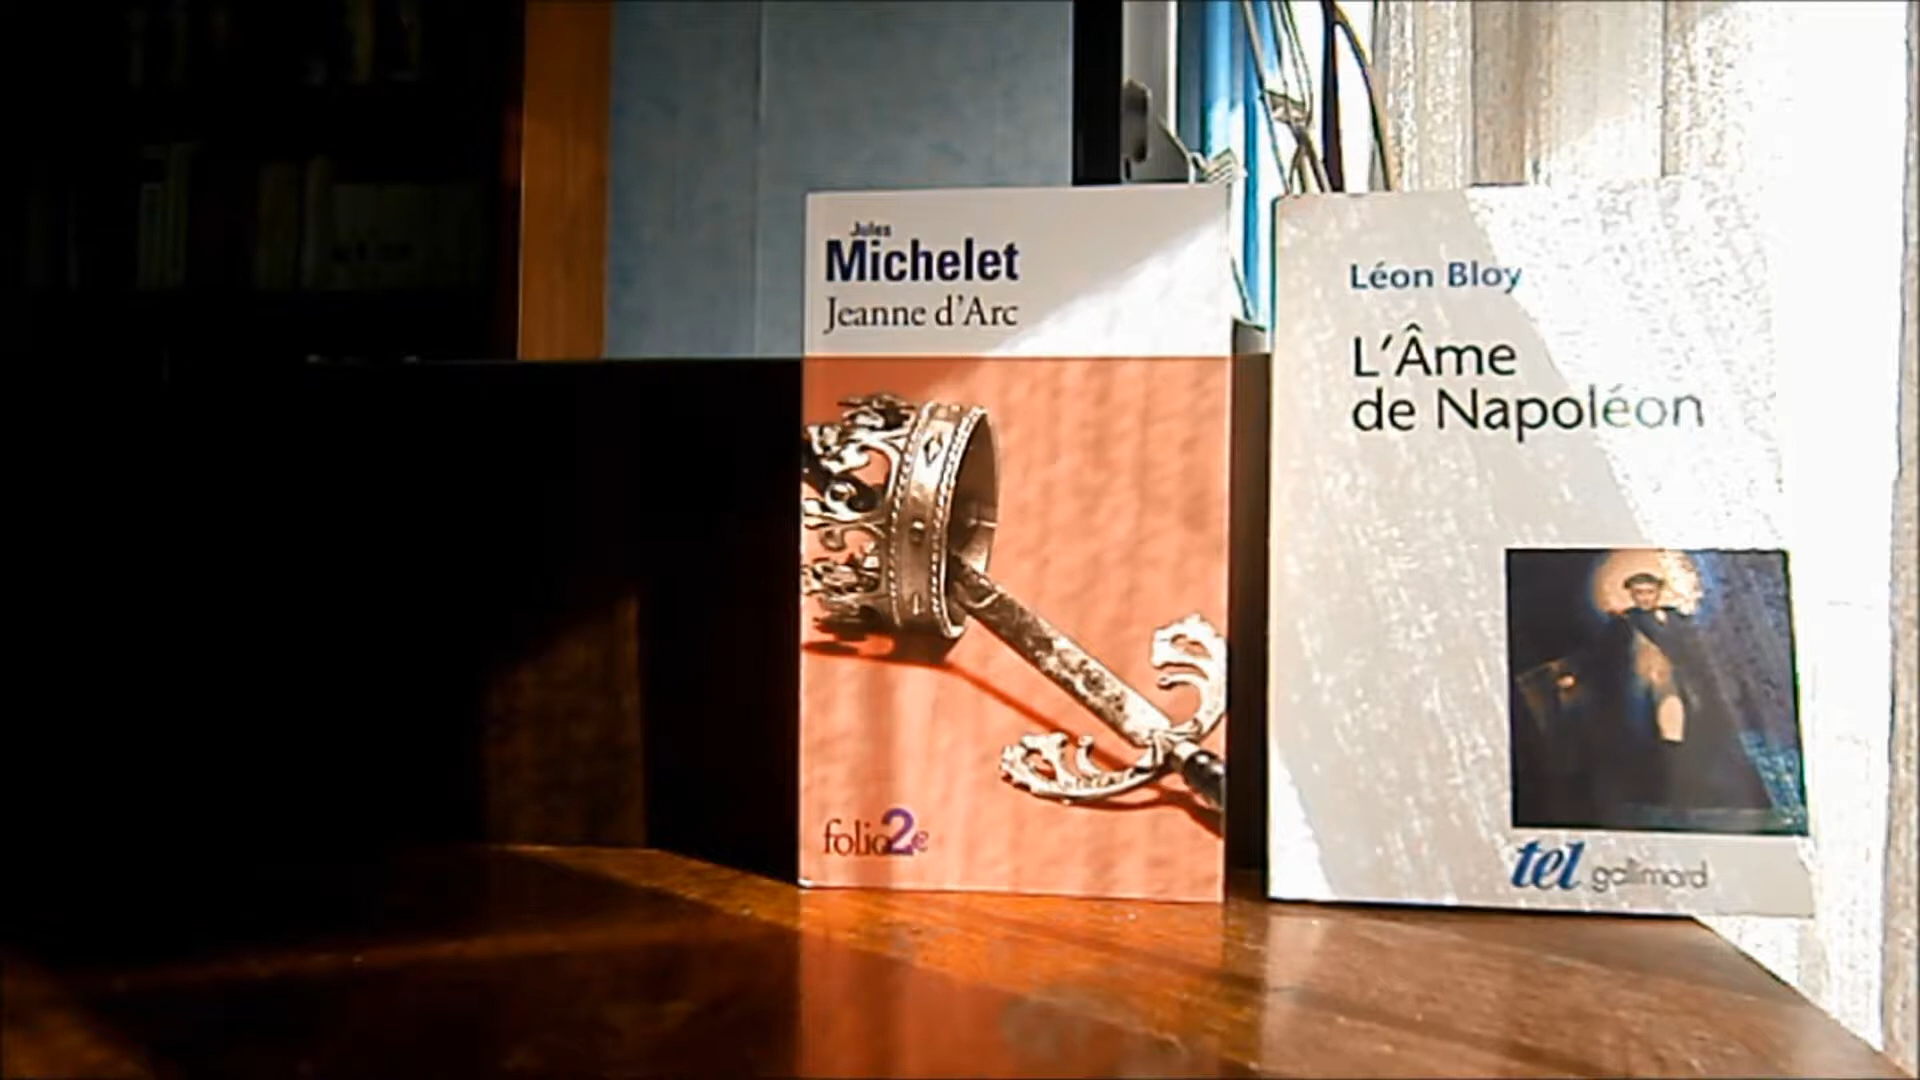 Jules
Michelet
Jeanne d'Arc
folio2e
Léon Bloy
L'Âme
de Napoléon
tel gallimard